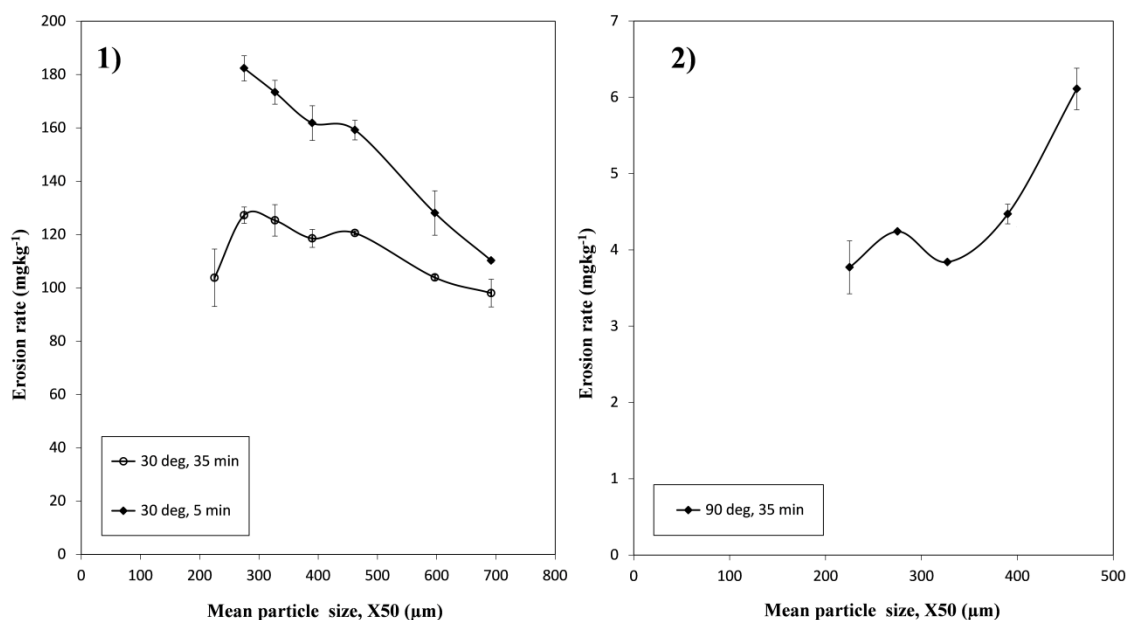 1)
200
180
160
140
120
100
80
60
40
20
0
Erosion rate (mgkg-1)
30 deg, 35 min
30 deg, 5 min
0 100 200 300 400 500 600 700 800
Mean particle size, X50 (µm)
2)
7
6
5
4
3
2
1
0
Erosion rate (mgkg-1)
90 deg, 35 min
0 100 200 300 400 500
Mean particle size, X50 (µm)